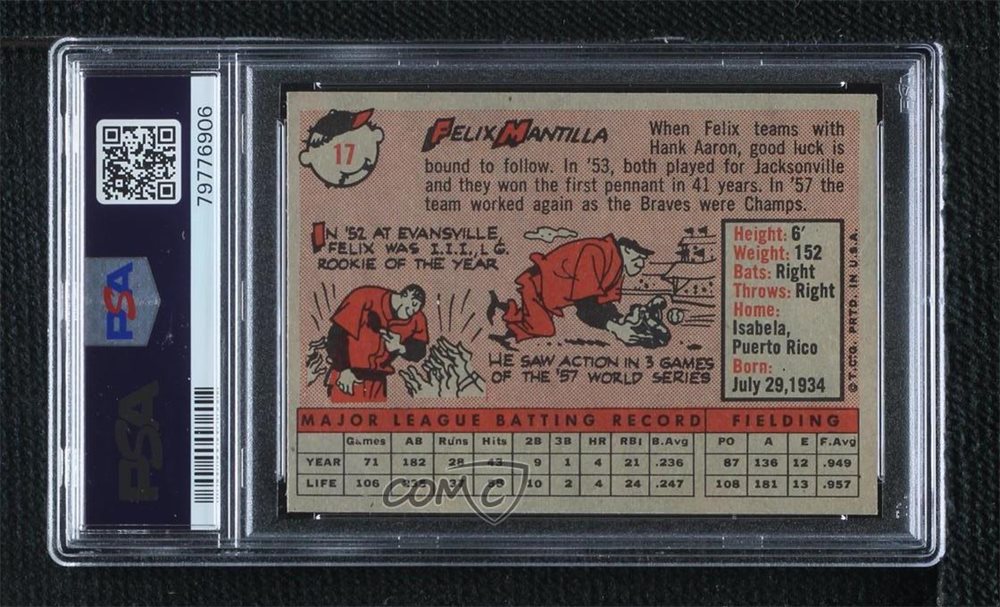 PSA
79776906
PSA
17
FELIX MANTILLA
When Felix teams with
Hank Aaron, good luck is
bound to follow. In '53, both played for Jacksonville
and they won the first pennant in 41 years. In '57 the
team worked again as the Braves were Champs.
IN '52 AT EVANSVILLE,
FELIX WAS I.I.I., LG.
ROOKIE OF THE YEAR
HE SAW ACTION IN 3 GAMES
OF THE '57 WORLD SERIES
Height: 6'
Weight: 152
Bats: Right
Throws: Right
Home:
Isabela,
Puerto Rico
Born:
July 29, 1934
© T.C.G. PRTD. IN U.S.A.
MAJOR LEAGUE BATTING RECORD FIELDING
Games AB Runs Hits 2B 3B HR RBI B.Avg PO A E F.Avg
YEAR 71 182 28 43 9 1 4 21 .236 87 136 12 .949
LIFE 106 37 10 2 4 24 .247 108 181 13 .957
COMC